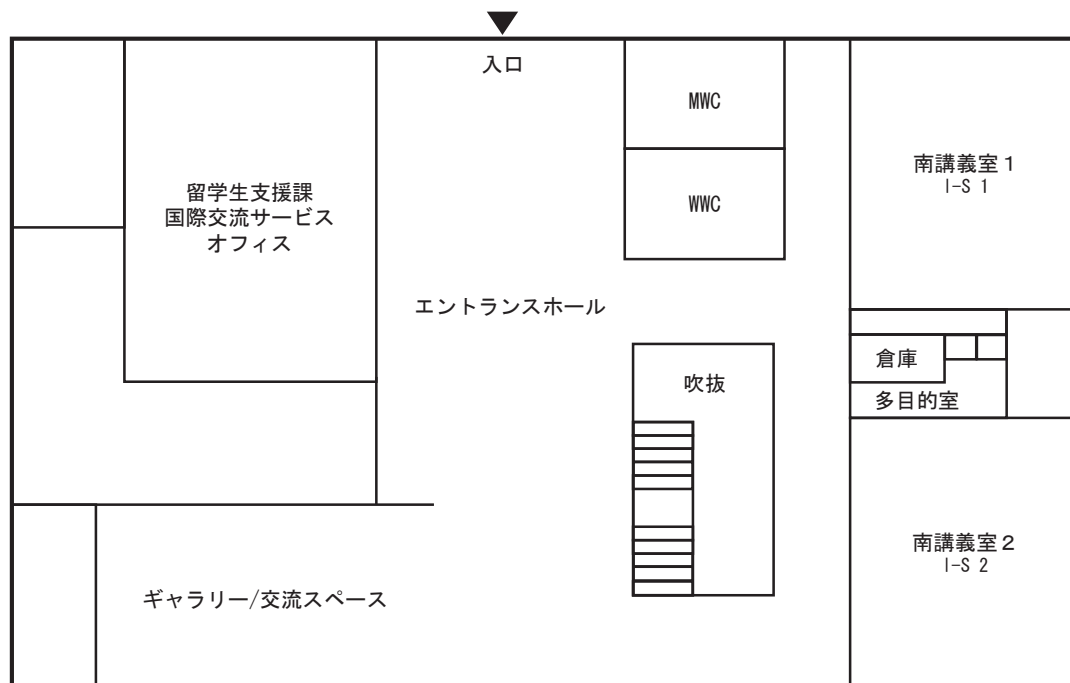 入口
MWC
南講義室１
I-S 1
留学生支援課
国際交流サービス
オフィス
WWC
エントランスホール
倉庫
吹抜
多目的室
南講義室２
I-S 2
ギャラリー/交流スペース